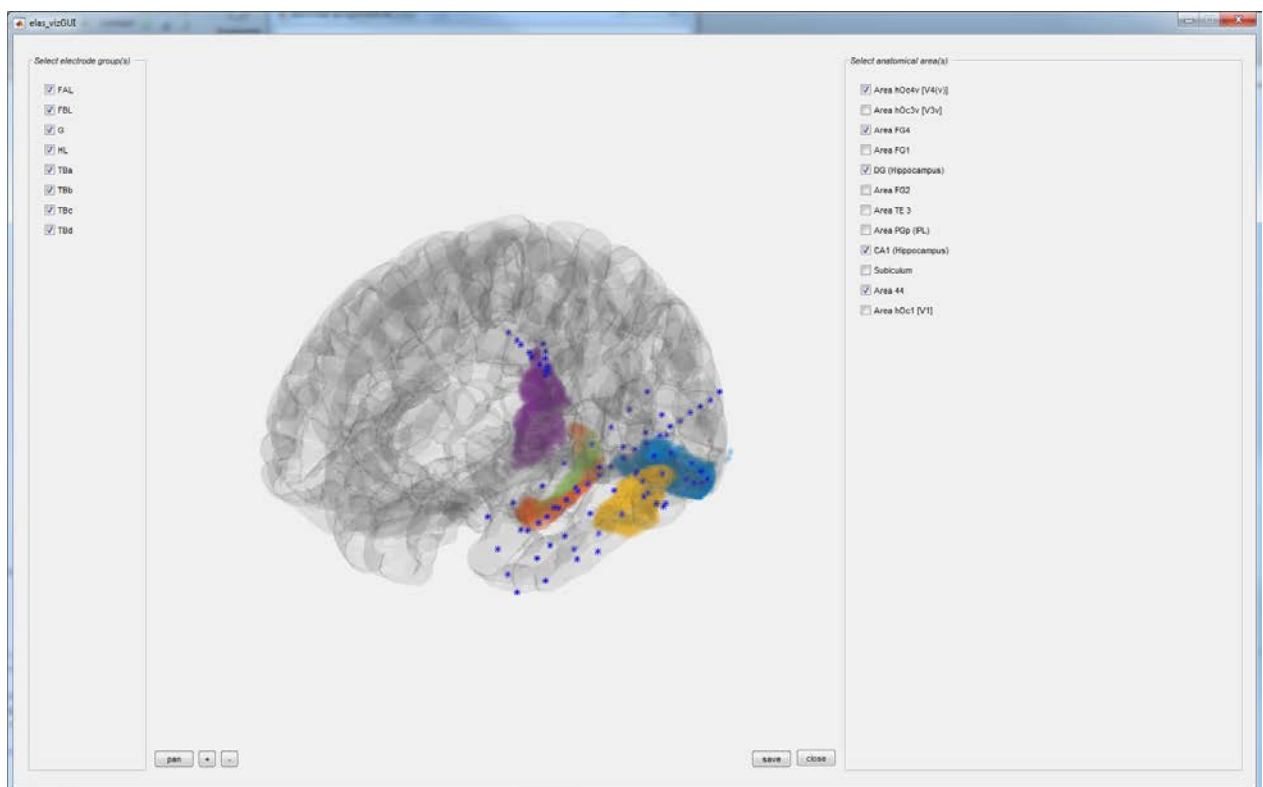 elas_vizGUI
Select electrode group(s)
FAL
FBL
G
HL
TBa
TBb
TBc
TBd
Select anatomical area(s)
Area hOc4v [V4(v)]
Area hOc3v [V3v]
Area FG4
Area FG1
DG (Hippocampus)
Area FG2
Area TE 3
Area PGp (IPL)
CA1 (Hippocampus)
Subiculum
Area 44
Area hOc1 [V1]
pan
+
-
save
close